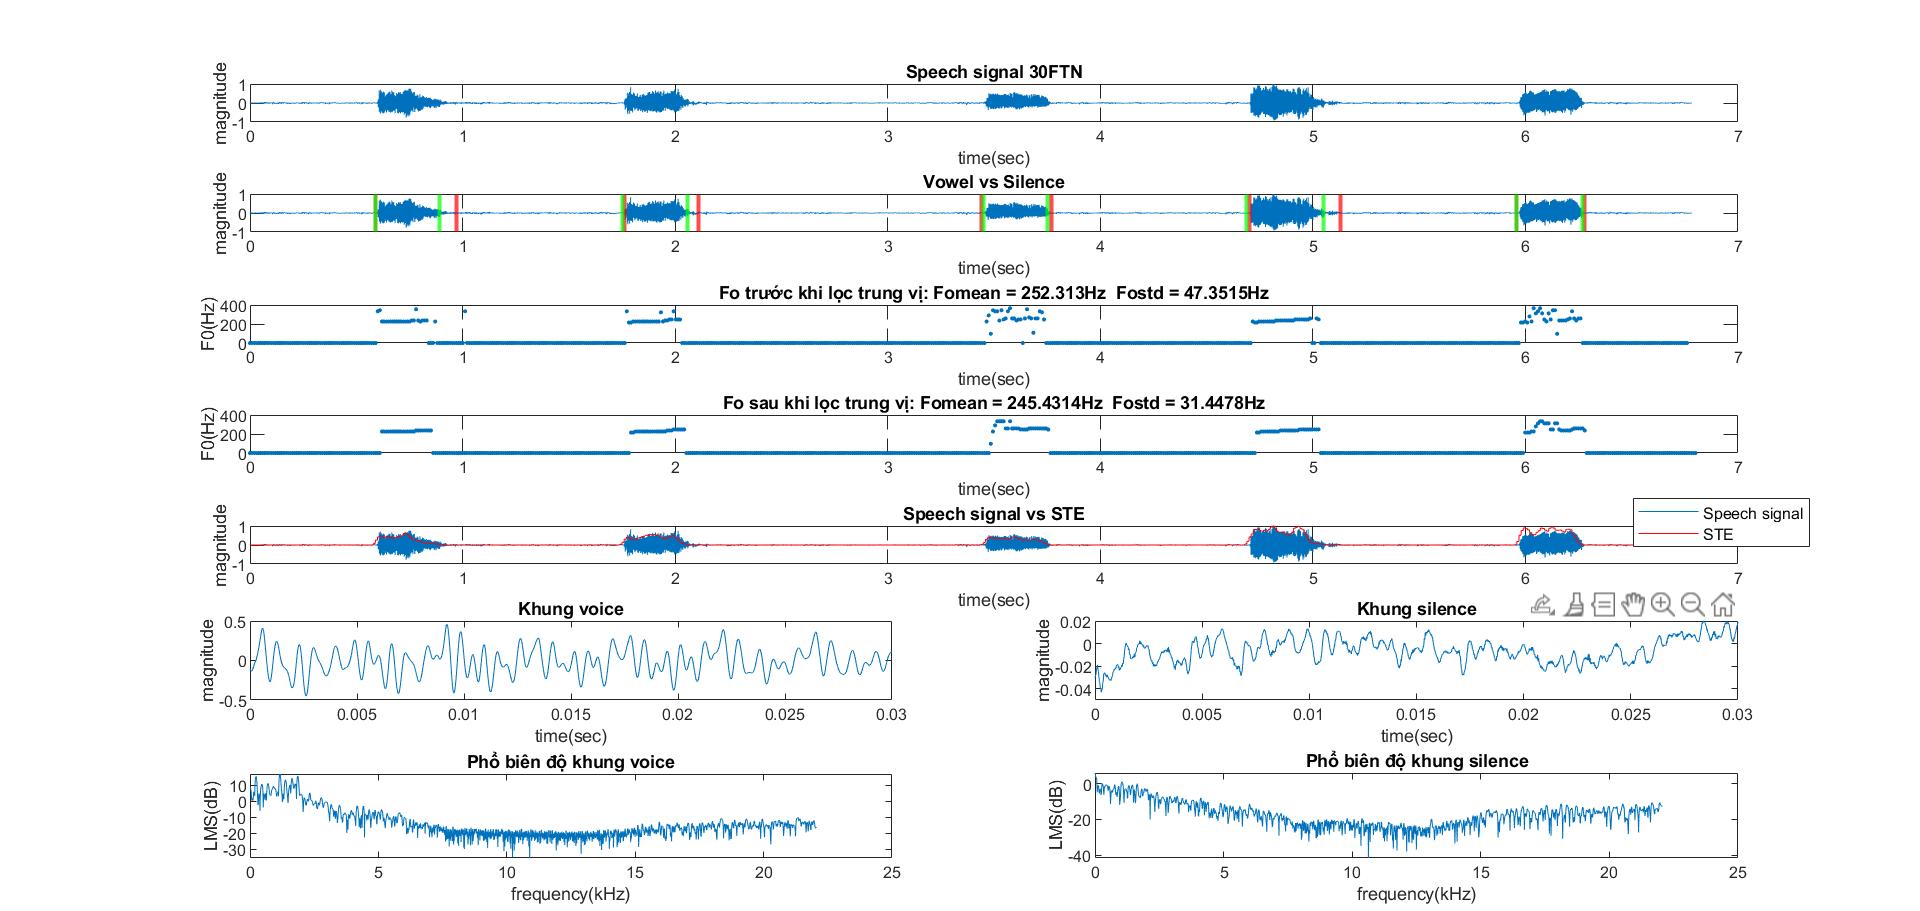 Speech signal 30FTN
magnitude
1
0
-1
0 1 2 3 4 5 6 7
time(sec)
Vowel vs Silence
magnitude
1
0
-1
0 1 2 3 4 5 6 7
time(sec)
Fo trước khi lọc trung vị: Fomean = 252.313Hz Fostd = 47.3515Hz
F0(Hz)
400
200
0
0 1 2 3 4 5 6 7
time(sec)
Fo sau khi lọc trung vị: Fomean = 245.4314Hz Fostd = 31.4478Hz
F0(Hz)
400
200
0
0 1 2 3 4 5 6 7
time(sec)
Speech signal vs STE
magnitude
1
0
-1
0 1 2 3 4 5 6 7
time(sec)
Speech signal
STE
Khung voice
magnitude
0.5
0
-0.5
0 0.005 0.01 0.015 0.02 0.025 0.03
time(sec)
Khung silence
magnitude
0.02
0
-0.02
-0.04
0 0.005 0.01 0.015 0.02 0.025 0.03
time(sec)
Phổ biên độ khung voice
LMS(dB)
10
0
-10
-20
-30
0 5 10 15 20 25
frequency(kHz)
Phổ biên độ khung silence
LMS(dB)
0
-20
-40
0 5 10 15 20 25
frequency(kHz)